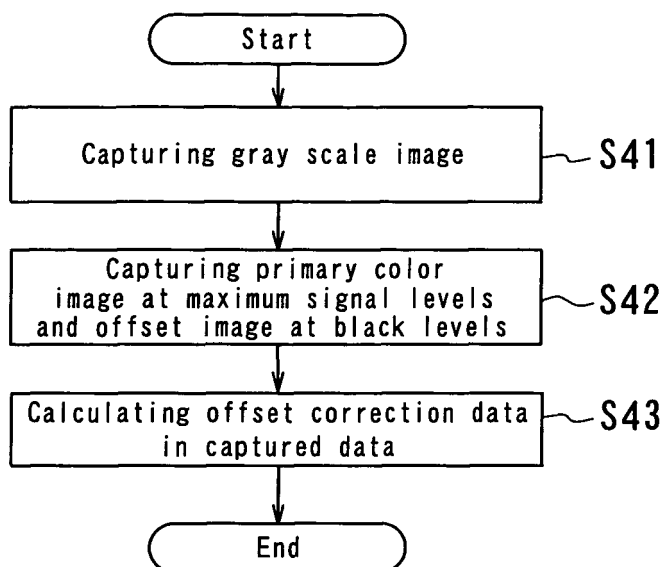 Start
Capturing gray scale image
S41
Capturing primary color
image at maximum signal levels
and offset image at black levels
S42
Calculating offset correction data
in captured data
S43
End